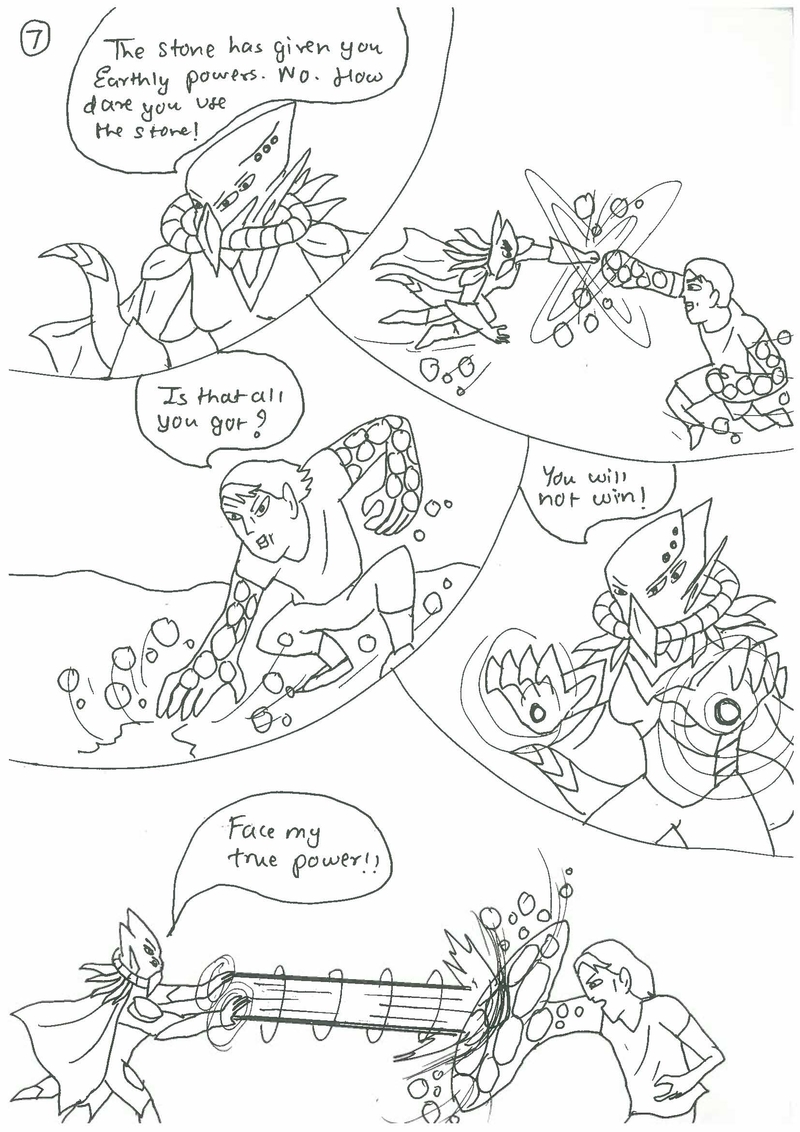 7
The stone has given you
Earthly powers. No. How
dare you use
the stone!
Is that all
you got?
You will
not win!
Face my
true power!!